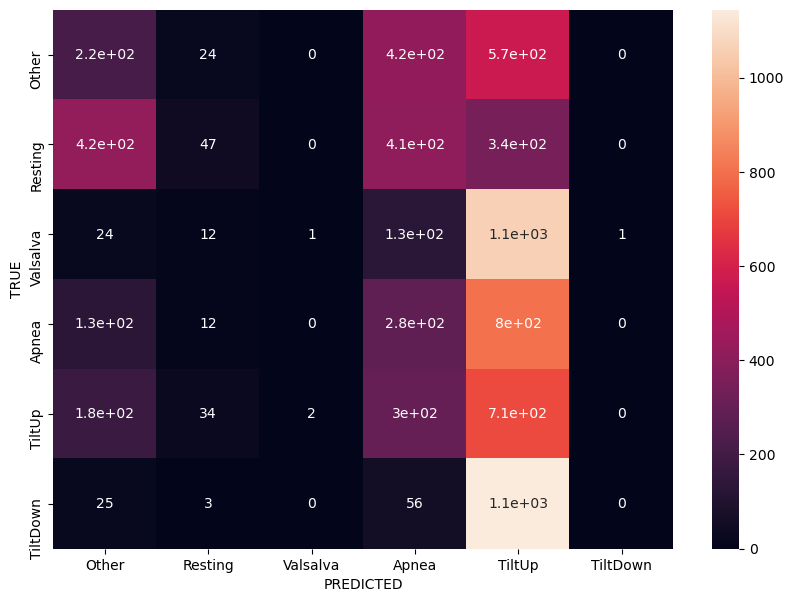 Other 2.2e+02 24 0 4.2e+02 5.7e+02 0
Resting 4.2e+02 47 0 4.1e+02 3.4e+02 0
Valsalva 24 12 1 1.3e+02 1.1e+03 1
Apnea 1.3e+02 12 0 2.8e+02 8e+02 0
TiltUp 1.8e+02 34 2 3e+02 7.1e+02 0
TiltDown 25 3 0 56 1.1e+03 0
TRUE
Other Resting Valsalva Apnea TiltUp TiltDown
PREDICTED
1000
800
600
400
200
0